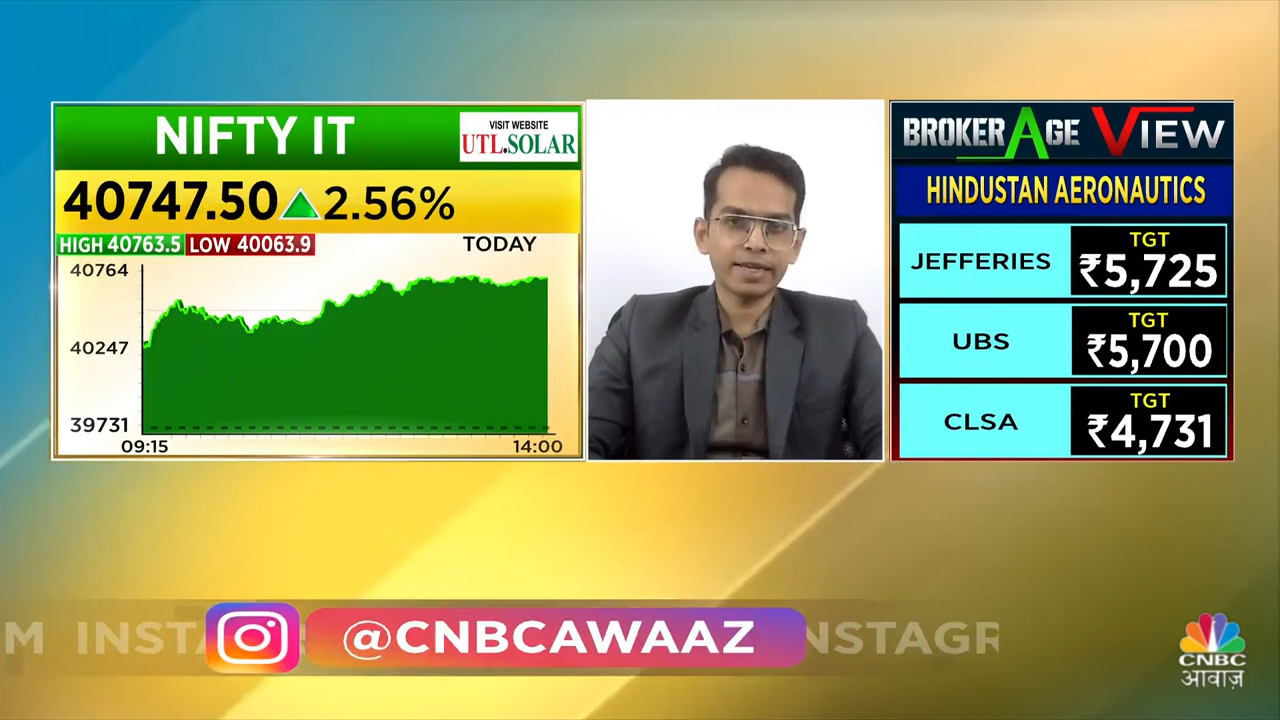 NIFTY IT
VISIT WEBSITE
UTL.SOLAR
40747.50 2.56%
HIGH 40763.5 LOW 40063.9
TODAY
40764
40247
39731
09:15
14:00
BROKERAGE VIEW
HINDUSTAN AERONAUTICS
JEFFERIES
TGT
₹5,725
UBS
TGT
₹5,700
CLSA
TGT
₹4,731
M INSTAG
@CNBCAWAAZ
NSTAGR
CNBC
आवाज़